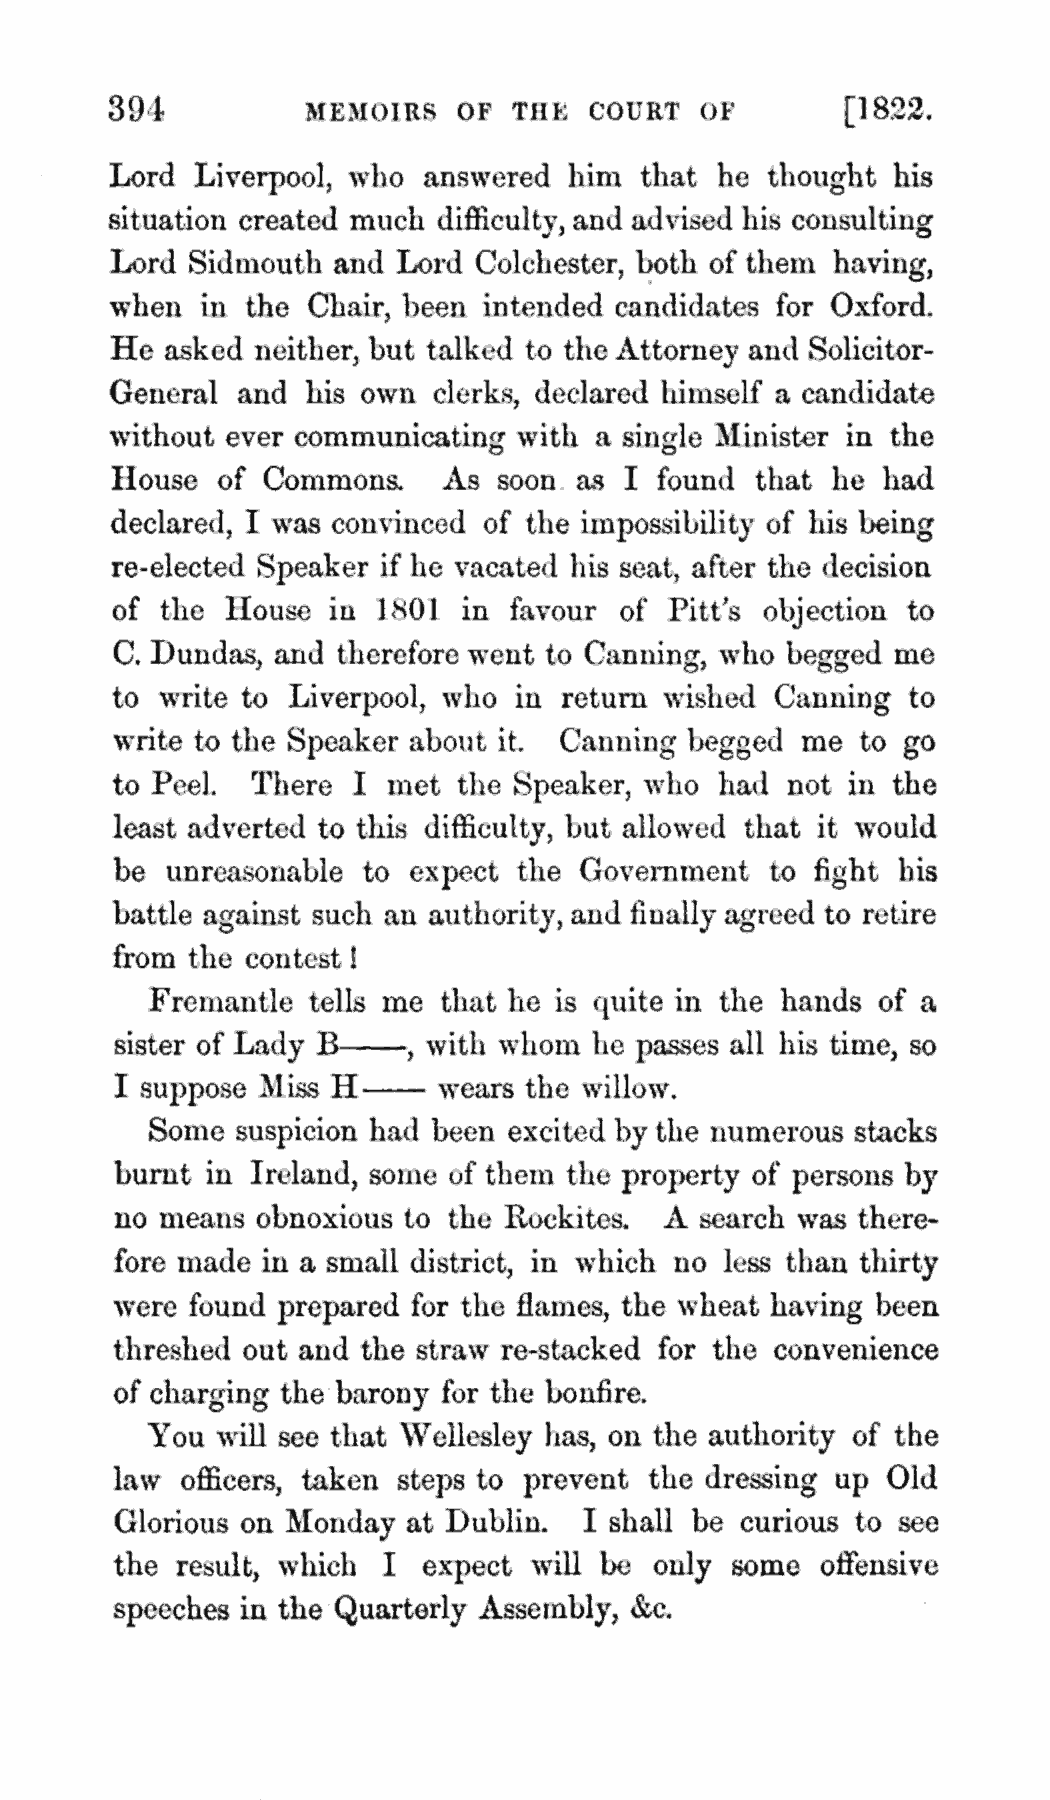 394 MEMOIRS OF THE COURT OF [1822.
Lord Liverpool, who answered him that he thought his
situation created much difficulty, and advised his consulting
Lord Sidmouth and Lord Colchester, both of them having,
when in the Chair, been intended candidates for Oxford.
He asked neither, but talked to the Attorney and Solicitor-
General and his own clerks, declared himself a candidate
without ever communicating with a single Minister in the
House of Commons. As soon as I found that he had
declared, I was convinced of the impossibility of his being
re-elected Speaker if he vacated his seat, after the decision
of the House in 1801 in favour of Pitt's objection to
C. Dundas, and therefore went to Canning, who begged me
to write to Liverpool, who in return wished Canning to
write to the Speaker about it. Canning begged me to go
to Peel. There I met the Speaker, who had not in the
least adverted to this difficulty, but allowed that it would
be unreasonable to expect the Government to fight his
battle against such an authority, and finally agreed to retire
from the contest!
Fremantle tells me that he is quite in the hands of a
sister of Lady B——, with whom he passes all his time, so
I suppose Miss H—— wears the willow.
Some suspicion had been excited by the numerous stacks
burnt in Ireland, some of them the property of persons by
no means obnoxious to the Rockites. A search was there-
fore made in a small district, in which no less than thirty
were found prepared for the flames, the wheat having been
threshed out and the straw re-stacked for the convenience
of charging the barony for the bonfire.
You will see that Wellesley has, on the authority of the
law officers, taken steps to prevent the dressing up Old
Glorious on Monday at Dublin. I shall be curious to see
the result, which I expect will be only some offensive
speeches in the Quarterly Assembly, &c.